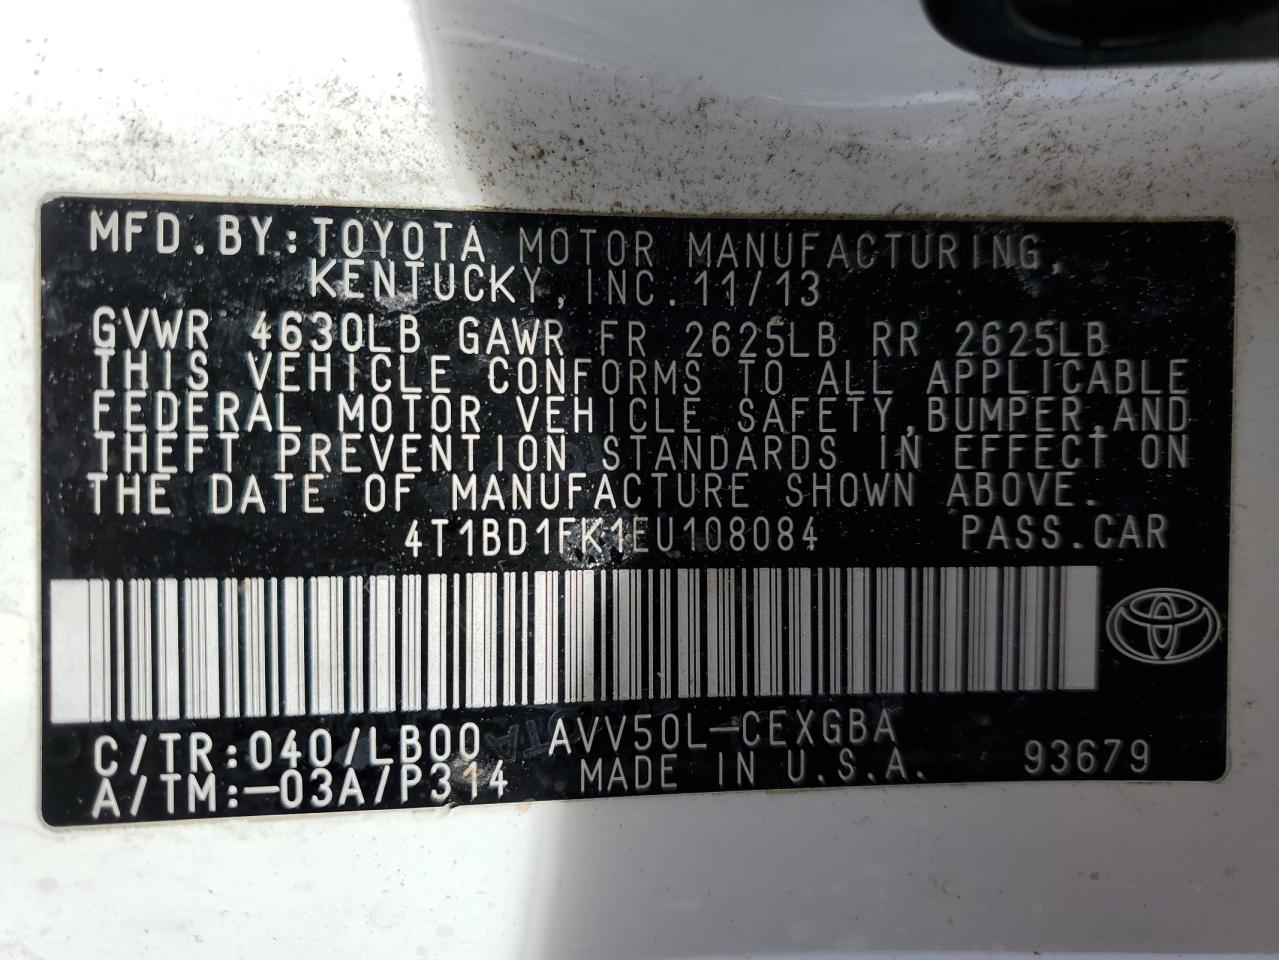 MFD.BY:TOYOTA MOTOR MANUFACTURING,
KENTUCKY,INC.11/13
GVWR 4630LB GAWR FR 2625LB RR 2625LB
THIS VEHICLE CONFORMS TO ALL APPLICABLE
FEDERAL MOTOR VEHICLE SAFETY,BUMPER,AND
THEFT PREVENTION STANDARDS IN EFFECT ON
THE DATE OF MANUFACTURE SHOWN ABOVE.
4T1BD1FK1EU108084 PASS.CAR
C/TR:040/LB00 AVV50L-CEXGBA
A/TM:-03A/P314 MADE IN U.S.A. 93679